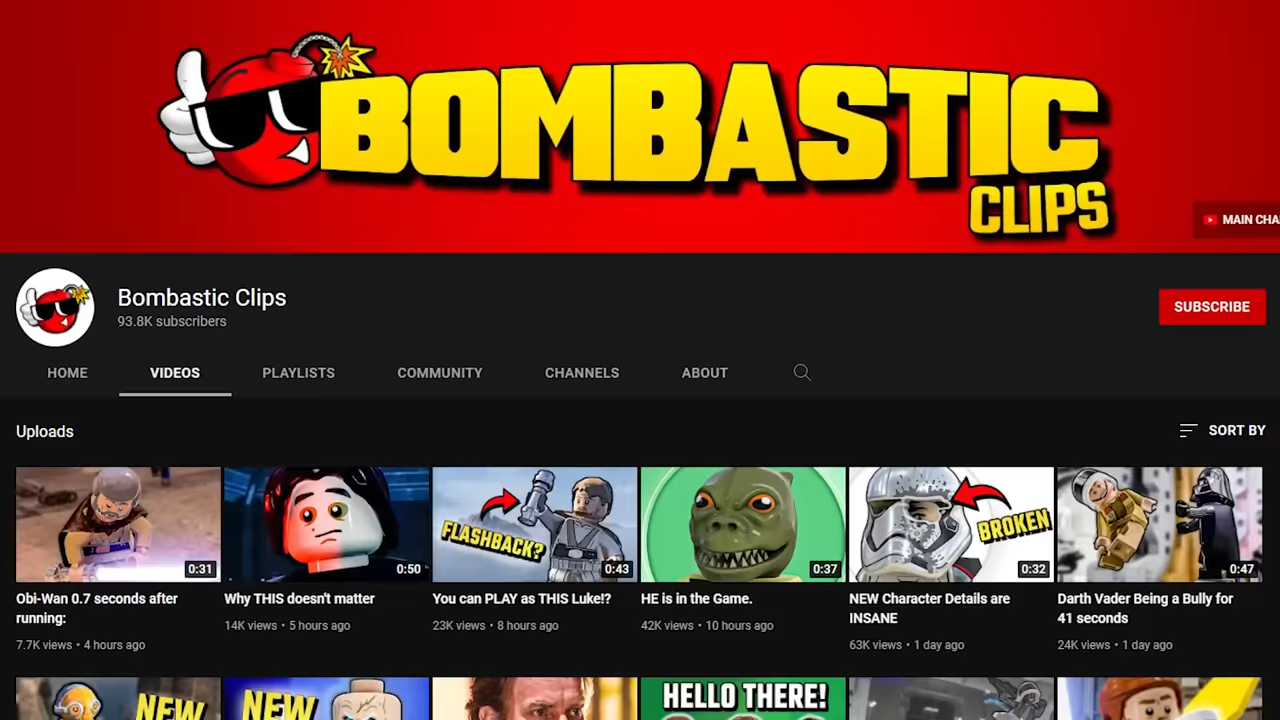 BOMBASTIC
CLIPS
MAIN CHA
Bombastic Clips
93.8K subscribers
SUBSCRIBE
HOME
VIDEOS
PLAYLISTS
COMMUNITY
CHANNELS
ABOUT
Uploads
SORT BY
0:31
0:50
FLASHBACK?
0:43
0:37
BROKEN
0:32
0:47
Obi-Wan 0.7 seconds after
running:
7.7K views • 4 hours ago
Why THIS doesn't matter
14K views • 5 hours ago
You can PLAY as THIS Luke!?
23K views • 8 hours ago
HE is in the Game.
42K views • 10 hours ago
NEW Character Details are
INSANE
63K views • 1 day ago
Darth Vader Being a Bully for
41 seconds
24K views • 1 day ago
NEW
NEW
HELLO THERE!